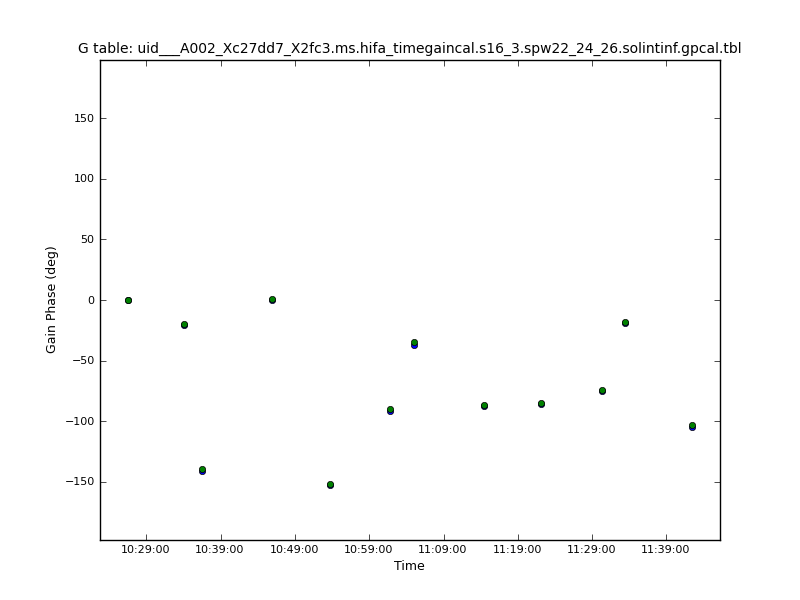 G table: uid___A002_Xc27dd7_X2fc3.ms.hifa_timegaincal.s16_3.spw22_24_26.solintinf.gpcal.tbl
150
100
50
0
−50
−100
−150
Gain Phase (deg)
10:29:00 10:39:00 10:49:00 10:59:00 11:09:00 11:19:00 11:29:00 11:39:00
Time